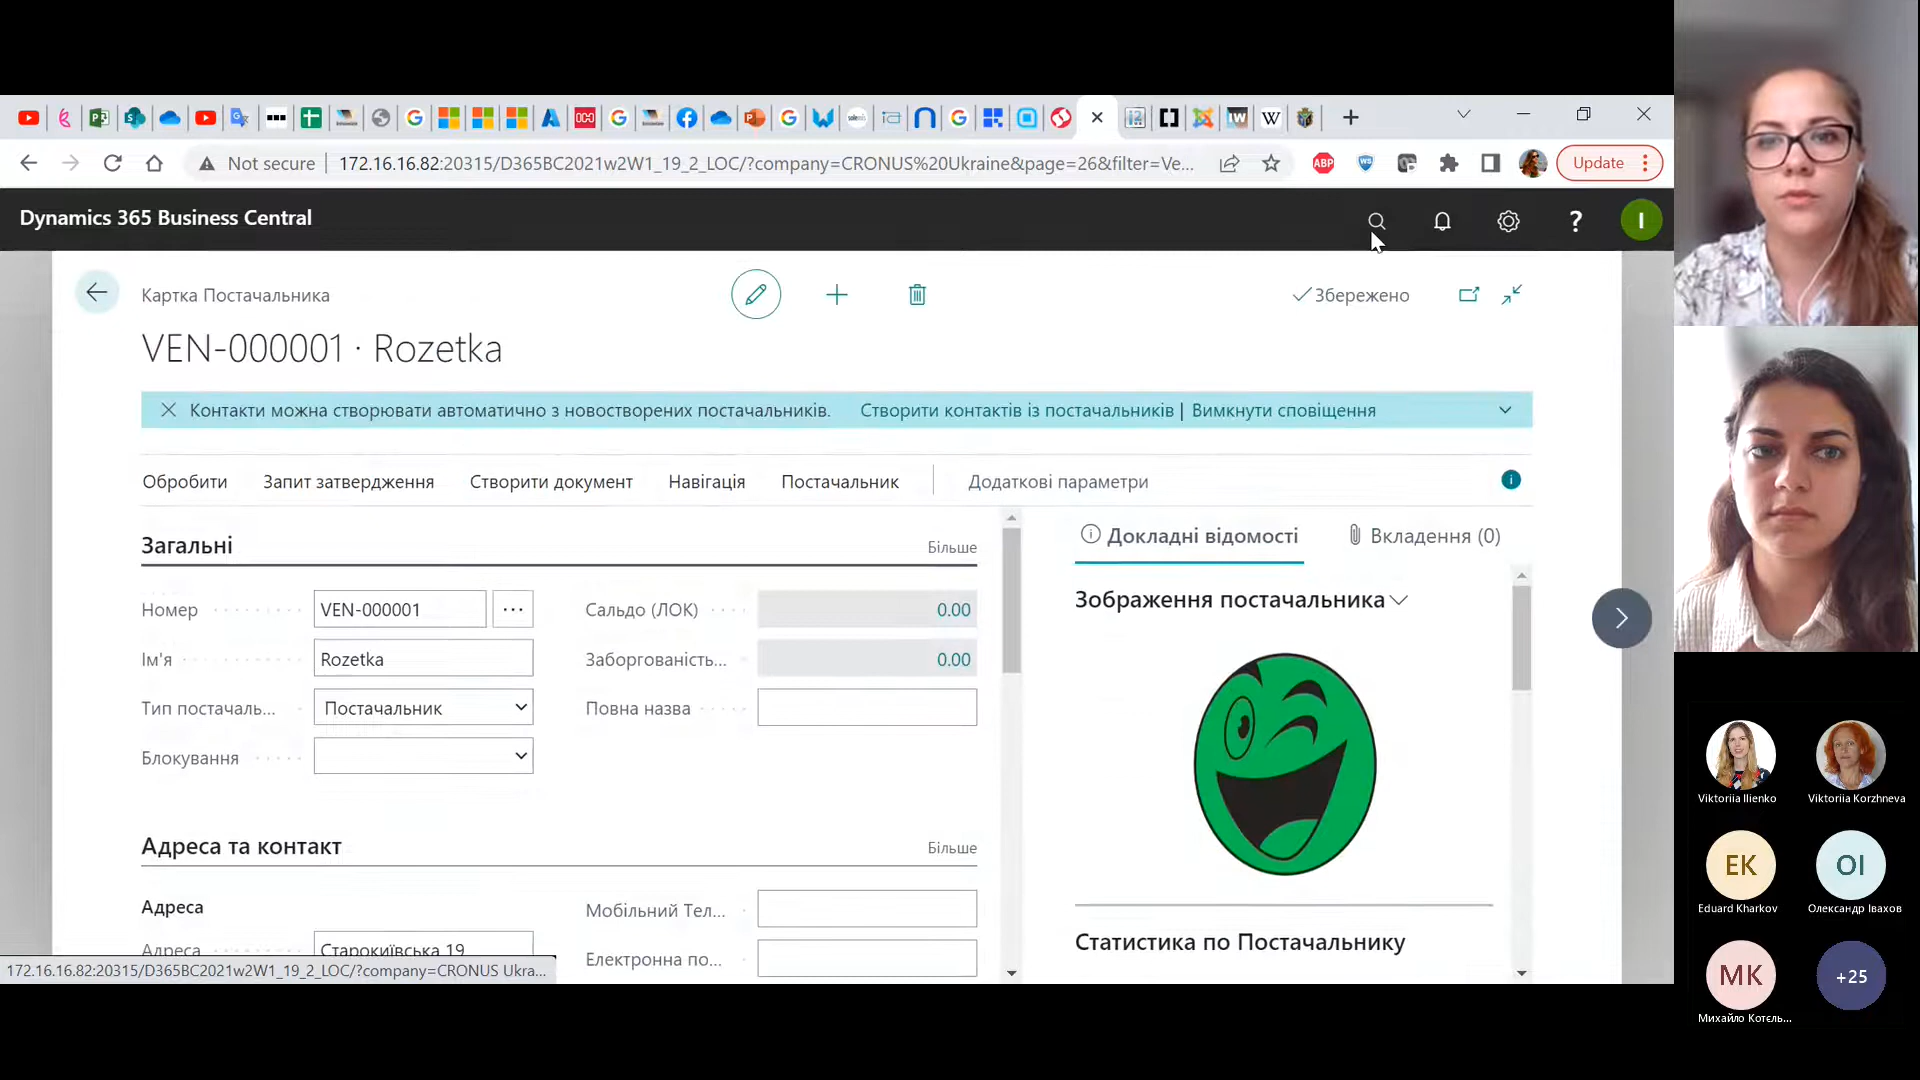 Not secure
172.16.16.82:20315/D365BC2021w2W1_19_2_LOC/?company=CRONUS%20Ukraine&page=26&filter=Ve...
ABP
Update
Dynamics 365 Business Central
?
I
Картка Постачальника
Збережено
VEN-000001 · Rozetka
Контакти можна створювати автоматично з новостворених постачальників. Створити контактів із постачальників | Вимкнути сповіщення
Обробити Запит затвердження Створити документ Навігація Постачальник Додаткові параметри
Загальні
Більше
Номер
VEN-000001
...
Сальдо (ЛОК)
0.00
Ім'я
Rozetka
Заборгованість...
0.00
Тип постачаль...
Постачальник
Повна назва
Блокування
Адреса та контакт
Більше
Адреса
Мобільний Тел...
Адреса
Старокиївська 19
Електронна по...
Докладні відомості
Вкладення (0)
Зображення постачальника
Статистика по Постачальнику
172.16.16.82:20315/D365BC2021w2W1_19_2_LOC/?company=CRONUS Ukra...
Viktoriia Ilienko
Viktoriia Korzhneva
EK
Eduard Kharkov
OI
Олександр Івахов
MK
Михайло Котєль...
+25